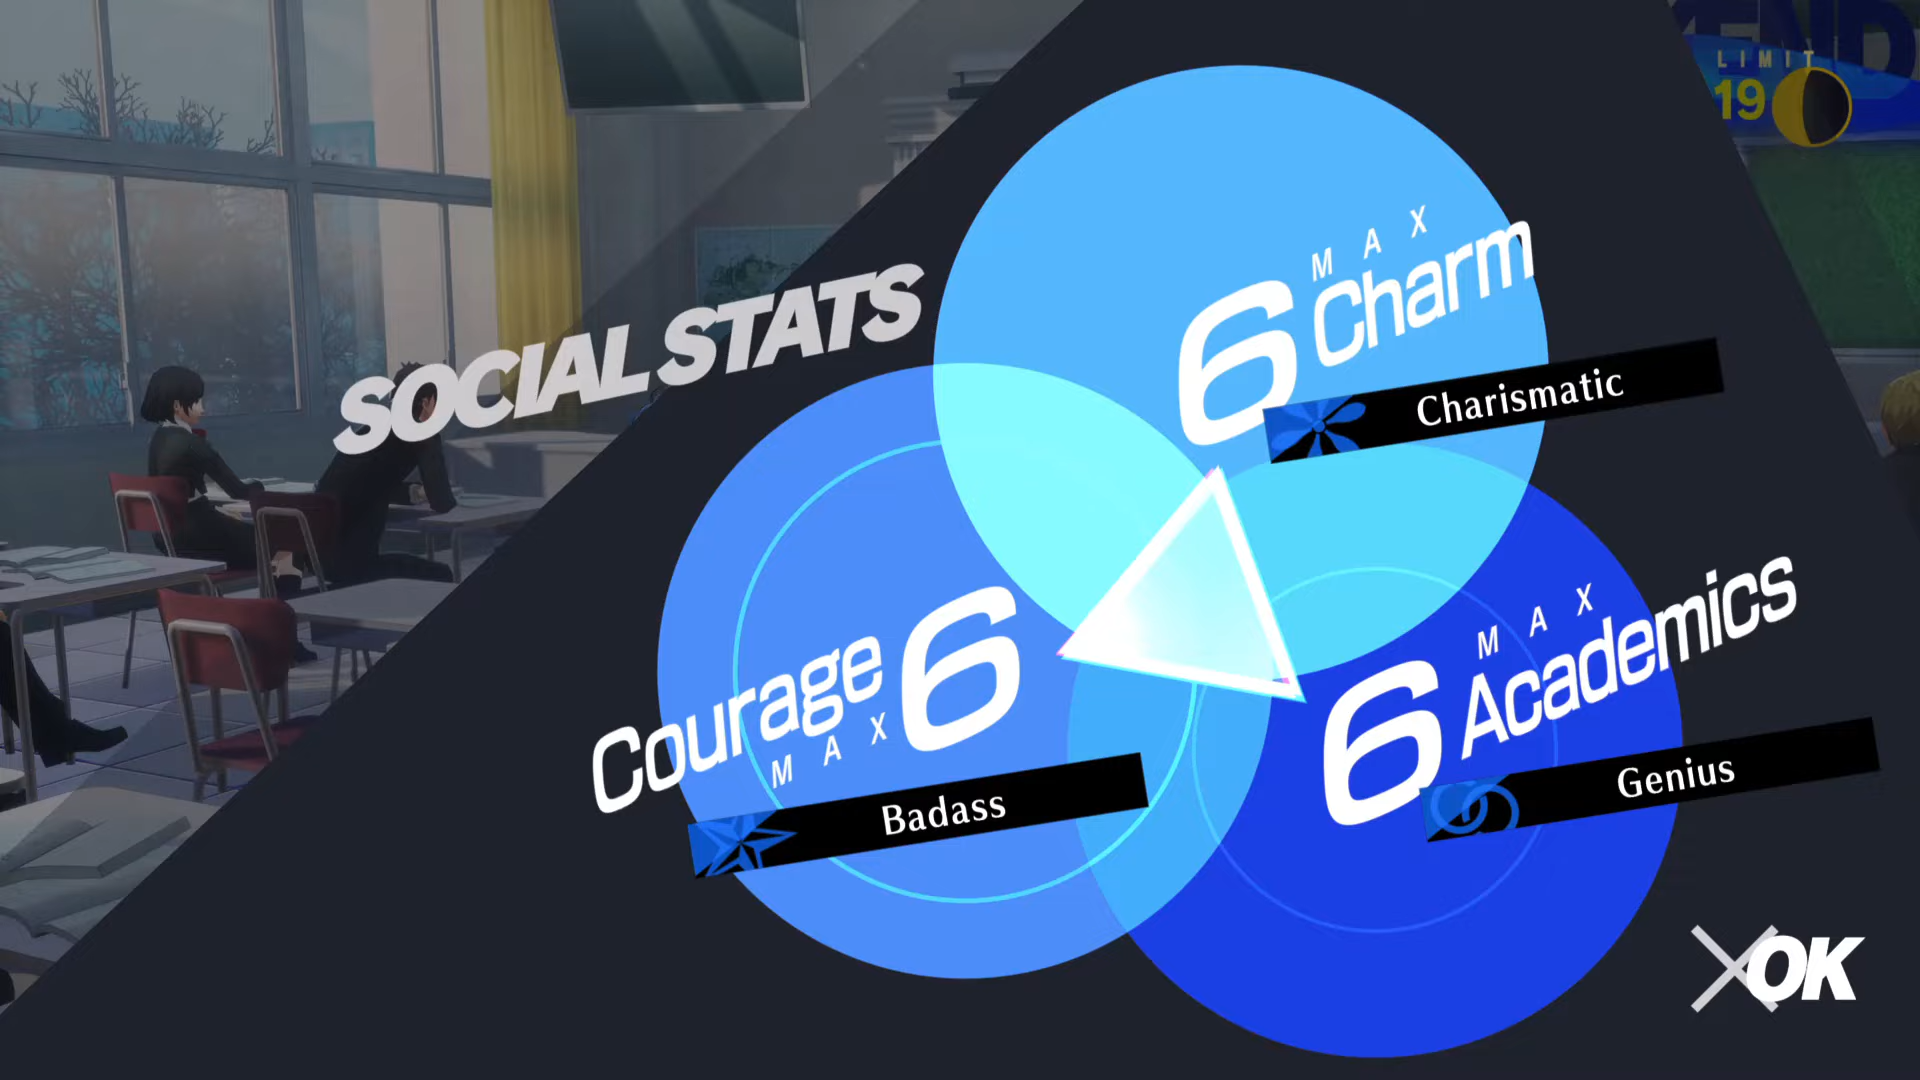 LIMIT
19
SOCIAL STATS
MAX
6 Charm
Charismatic
Courage 6
MAX
Badass
MAX
6 Academics
Genius
OK